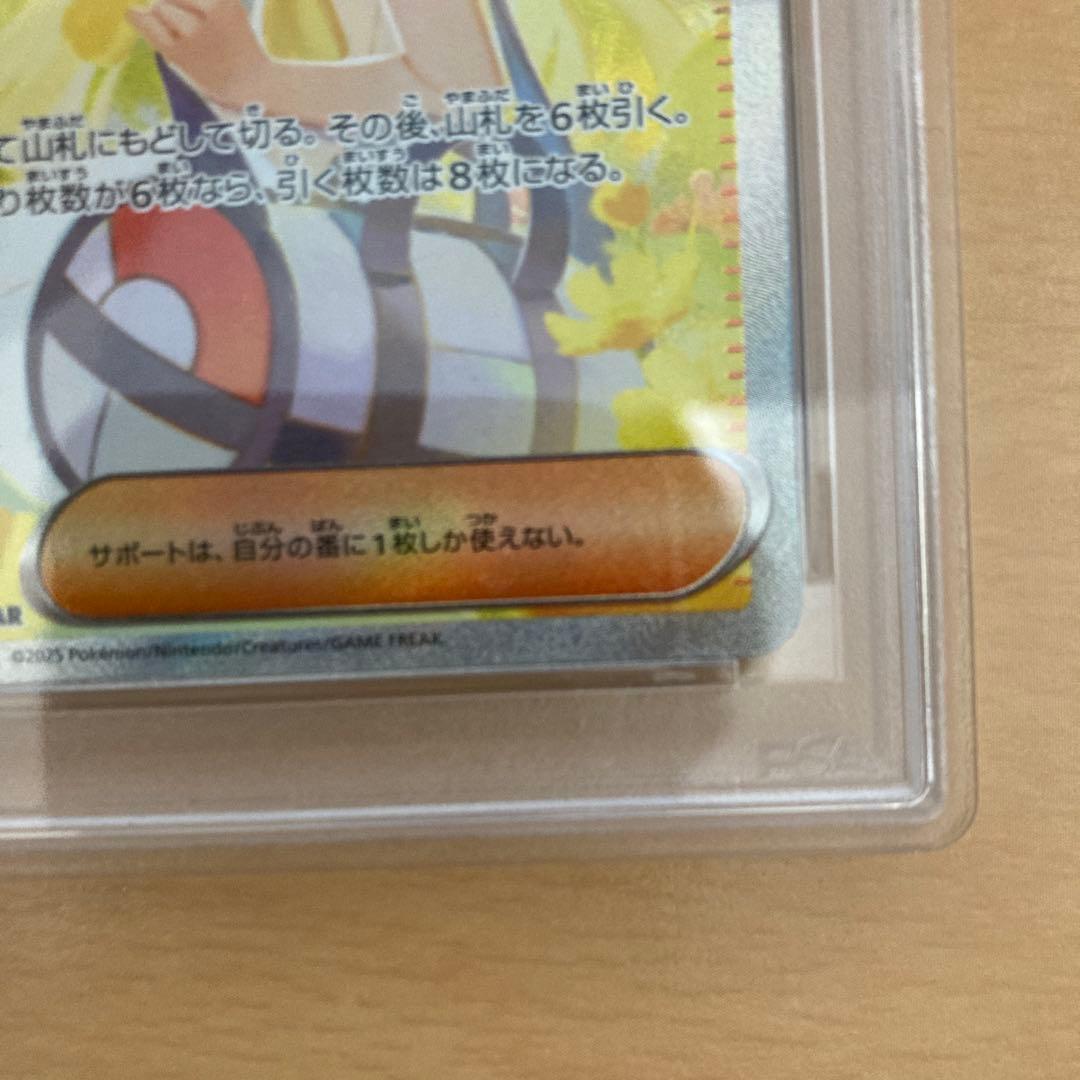 て山札にもどして切る。その後、山札を6枚引く。
り枚数が6枚なら、引く枚数は8枚になる。
サポートは、自分の番に1枚しか使えない。
AR
©2025 Pokémon/Nintendo/Creatures/GAME FREAK.
PSA